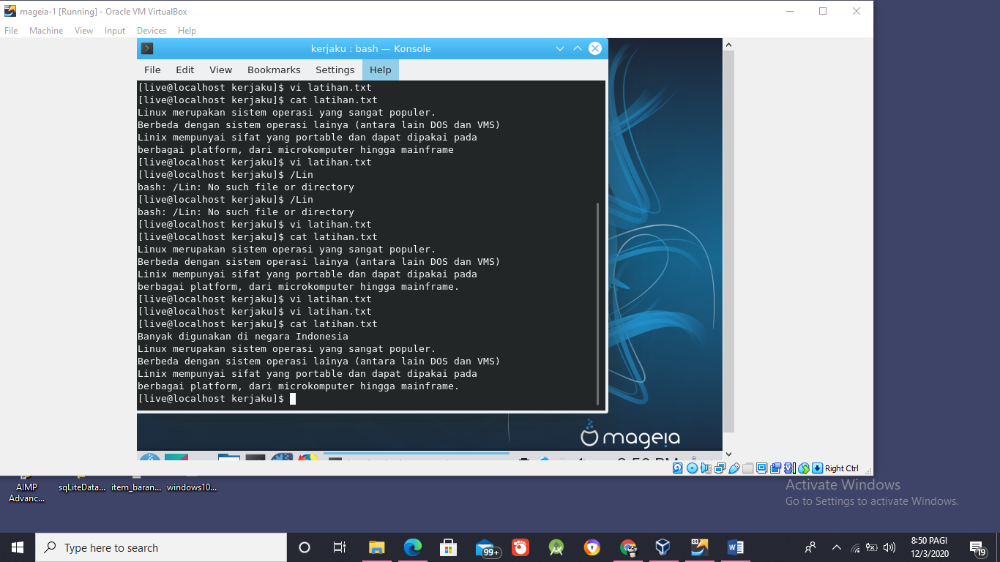 mageia-1 [Running] - Oracle VM VirtualBox
File Machine View Input Devices Help
kerjaku : bash — Konsole
File Edit View Bookmarks Settings Help
[live@localhost kerjaku]$ vi latihan.txt
[live@localhost kerjaku]$ cat latihan.txt
Linux merupakan sistem operasi yang sangat populer.
Berbeda dengan sistem operasi lainya (antara lain DOS dan VMS)
Linix mempunyai sifat yang portable dan dapat dipakai pada
berbagai platform, dari microkomputer hingga mainframe
[live@localhost kerjaku]$ vi latihan.txt
[live@localhost kerjaku]$ /Lin
bash: /Lin: No such file or directory
[live@localhost kerjaku]$ /Lin
bash: /Lin: No such file or directory
[live@localhost kerjaku]$ vi latihan.txt
[live@localhost kerjaku]$ cat latihan.txt
Linux merupakan sistem operasi yang sangat populer.
Berbeda dengan sistem operasi lainya (antara lain DOS dan VMS)
Linix mempunyai sifat yang portable dan dapat dipakai pada
berbagai platform, dari microkomputer hingga mainframe.
[live@localhost kerjaku]$ vi latihan.txt
[live@localhost kerjaku]$ vi latihan.txt
[live@localhost kerjaku]$ cat latihan.txt
Banyak digunakan di negara Indonesia
Linux merupakan sistem operasi yang sangat populer.
Berbeda dengan sistem operasi lainya (antara lain DOS dan VMS)
Linix mempunyai sifat yang portable dan dapat dipakai pada
berbagai platform, dari microkomputer hingga mainframe.
[live@localhost kerjaku]$
mageia
Right Ctrl
AIMP Advanc...
sqLiteData...
item_baran...
windows10...
Activate Windows
Go to Settings to activate Windows.
Type here to search
99+
8:50 PAGI
12/3/2020
19